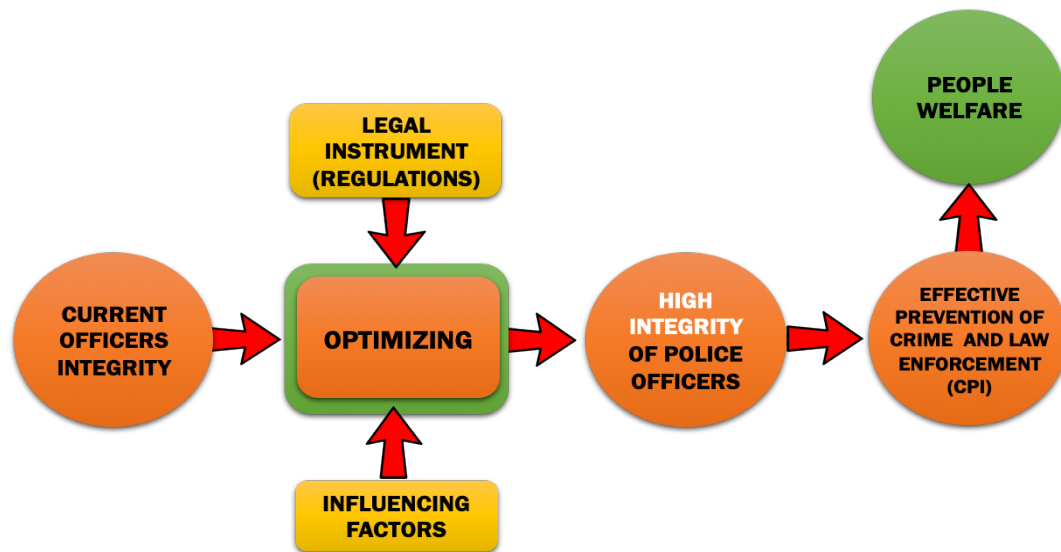 PEOPLE
WELFARE
LEGAL
INSTRUMENT
(REGULATIONS)
CURRENT
OFFICERS
INTEGRITY
OPTIMIZING
HIGH
INTEGRITY
OF POLICE
OFFICERS
EFFECTIVE
PREVENTION OF
CRIME AND LAW
ENFORCEMENT
(CPI)
INFLUENCING
FACTORS